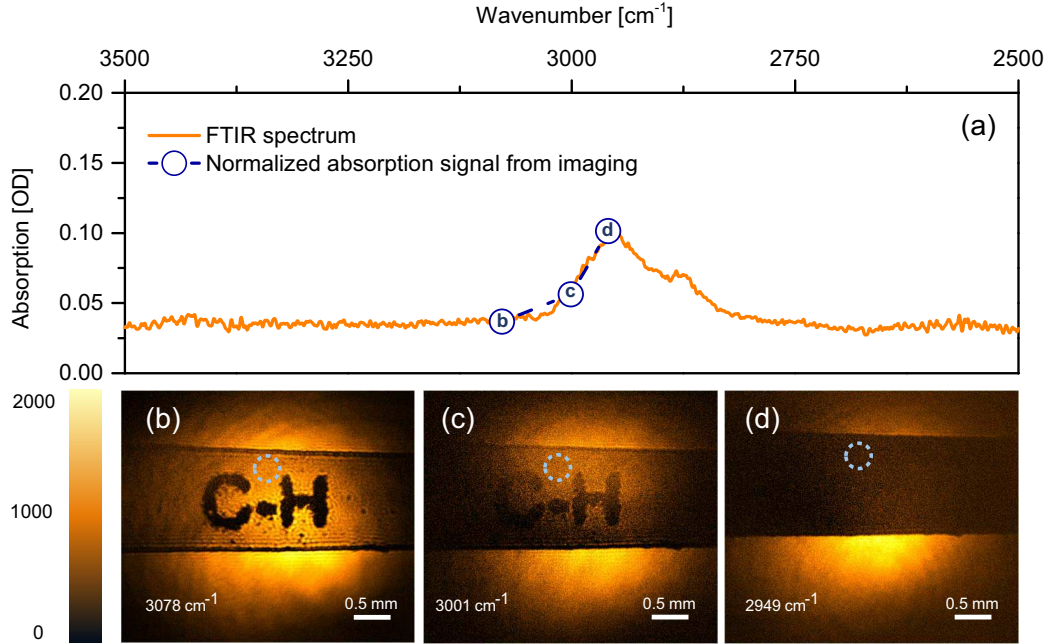 Wavenumber [cm⁻¹]
3500 3250 3000 2750 2500
0.20
0.15
0.10
0.05
0.00
Absorption [OD]
(a)
FTIR spectrum
Normalized absorption signal from imaging
b
c
d
2000
1000
0
(b)
C-H
3078 cm⁻¹
0.5 mm
(c)
C-H
3001 cm⁻¹
0.5 mm
(d)
2949 cm⁻¹
0.5 mm